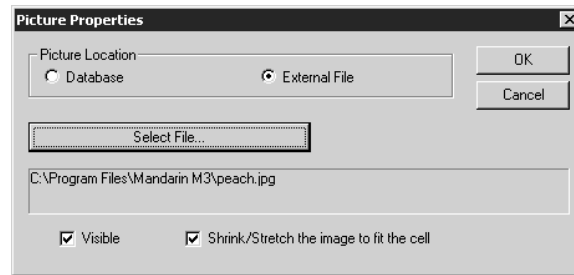 Picture Properties
Picture Location
Database
External File
OK
Cancel
Select File...
C:\Program Files\Mandarin M3\peach.jpg
Visible
Shrink/Stretch the image to fit the cell